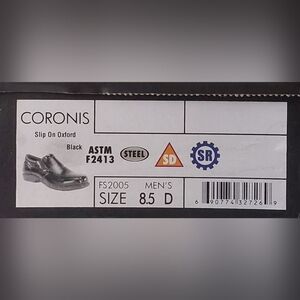 CORONIS
Slip On Oxford
Black
ASTM
F2413
STEEL
SD
SR
FS2005 MEN'S
SIZE 8.5 D
6 90774 32726 9